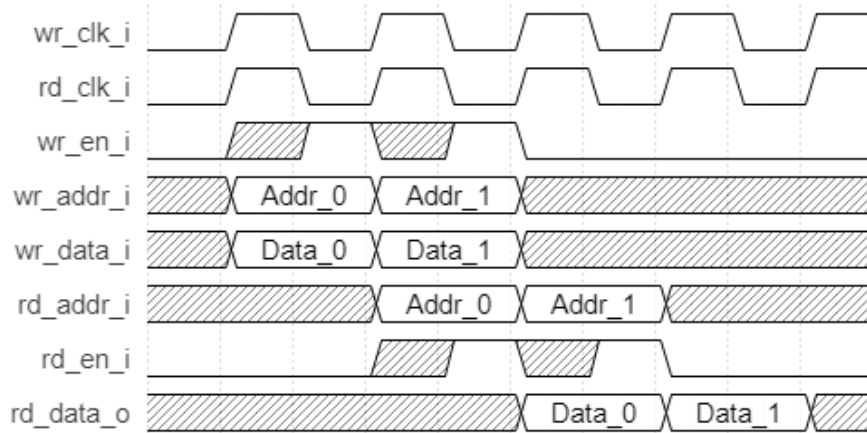 wr_clk_i
rd_clk_i
wr_en_i
wr_addr_i Addr_0 Addr_1
wr_data_i Data_0 Data_1
rd_addr_i Addr_0 Addr_1
rd_en_i
rd_data_o Data_0 Data_1